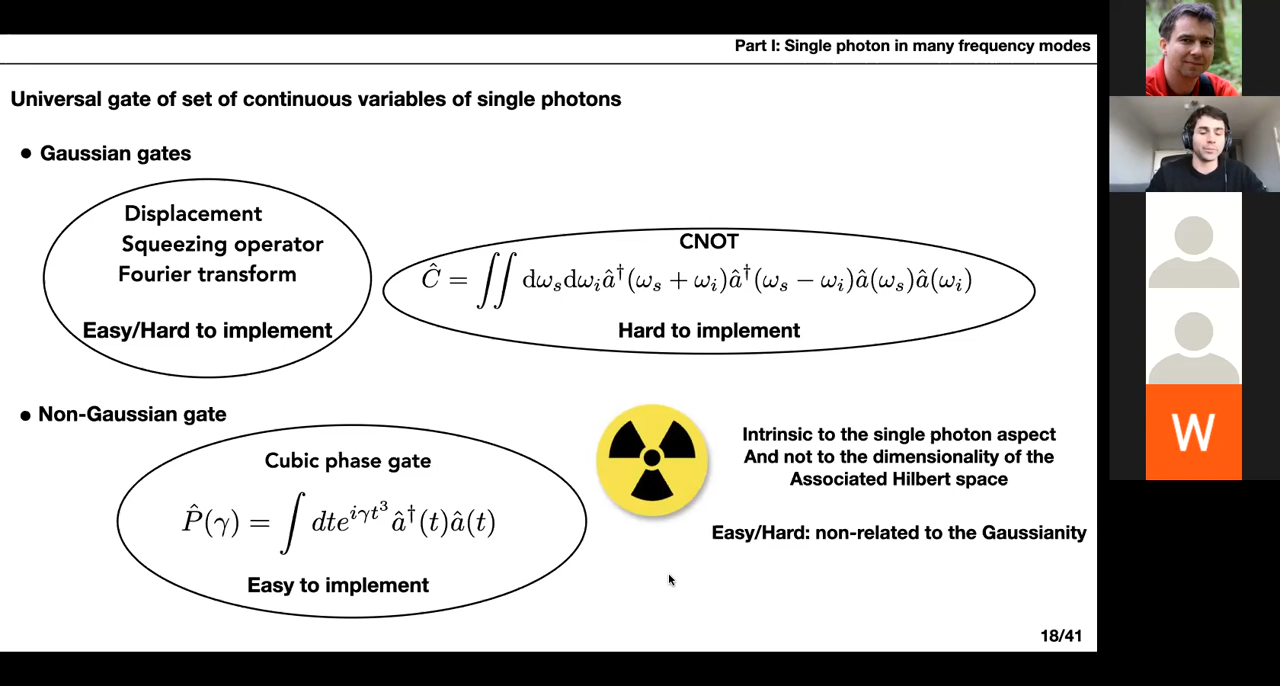 Part I: Single photon in many frequency modes
Universal gate of set of continuous variables of single photons
● Gaussian gates
Displacement
Squeezing operator
Fourier transform
Easy/Hard to implement
CNOT
Ĉ = ∬ dω_s dω_i â†(ω_s + ω_i)â†(ω_s − ω_i)â(ω_s)â(ω_i)
Hard to implement
● Non-Gaussian gate
Cubic phase gate
P̂(γ) = ∫ dte^{iγt³} â†(t)â(t)
Easy to implement
Intrinsic to the single photon aspect
And not to the dimensionality of the
Associated Hilbert space
Easy/Hard: non-related to the Gaussianity
18/41
W